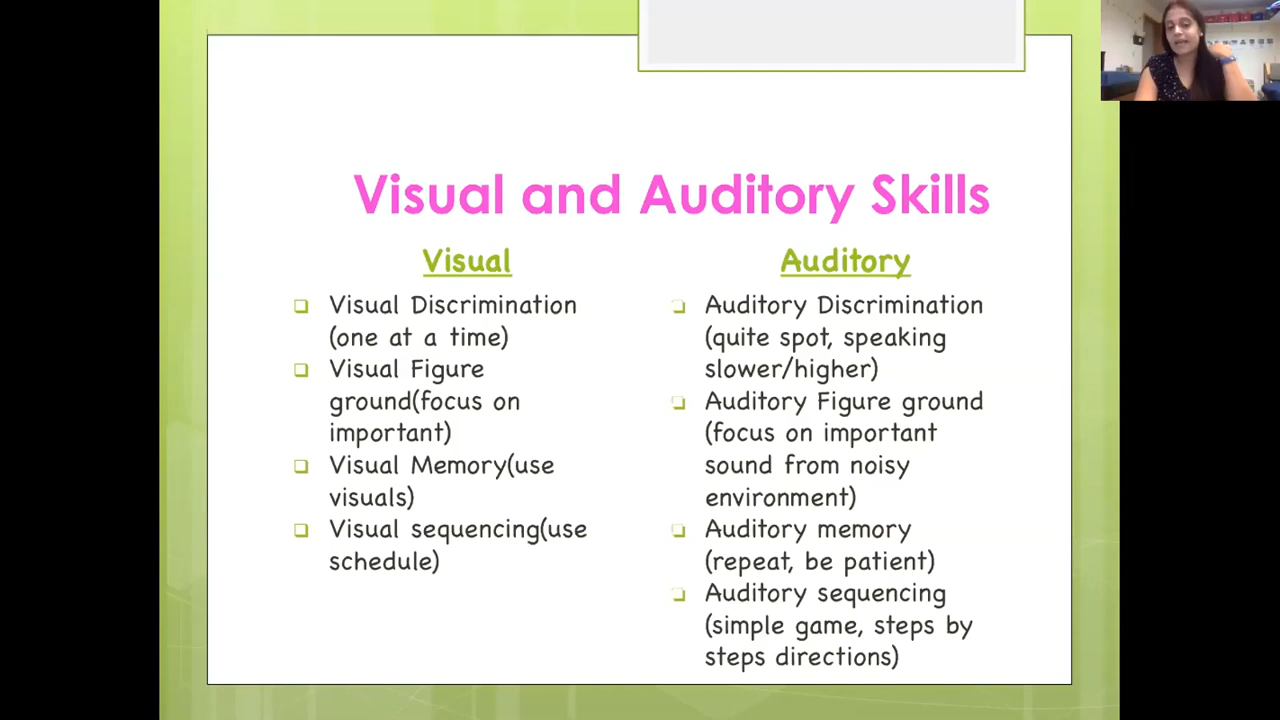 Visual and Auditory Skills
Visual
Visual Discrimination
(one at a time)
Visual Figure
ground(focus on
important)
Visual Memory(use
visuals)
Visual sequencing(use
schedule)
Auditory
Auditory Discrimination
(quite spot, speaking
slower/higher)
Auditory Figure ground
(focus on important
sound from noisy
environment)
Auditory memory
(repeat, be patient)
Auditory sequencing
(simple game, steps by
steps directions)